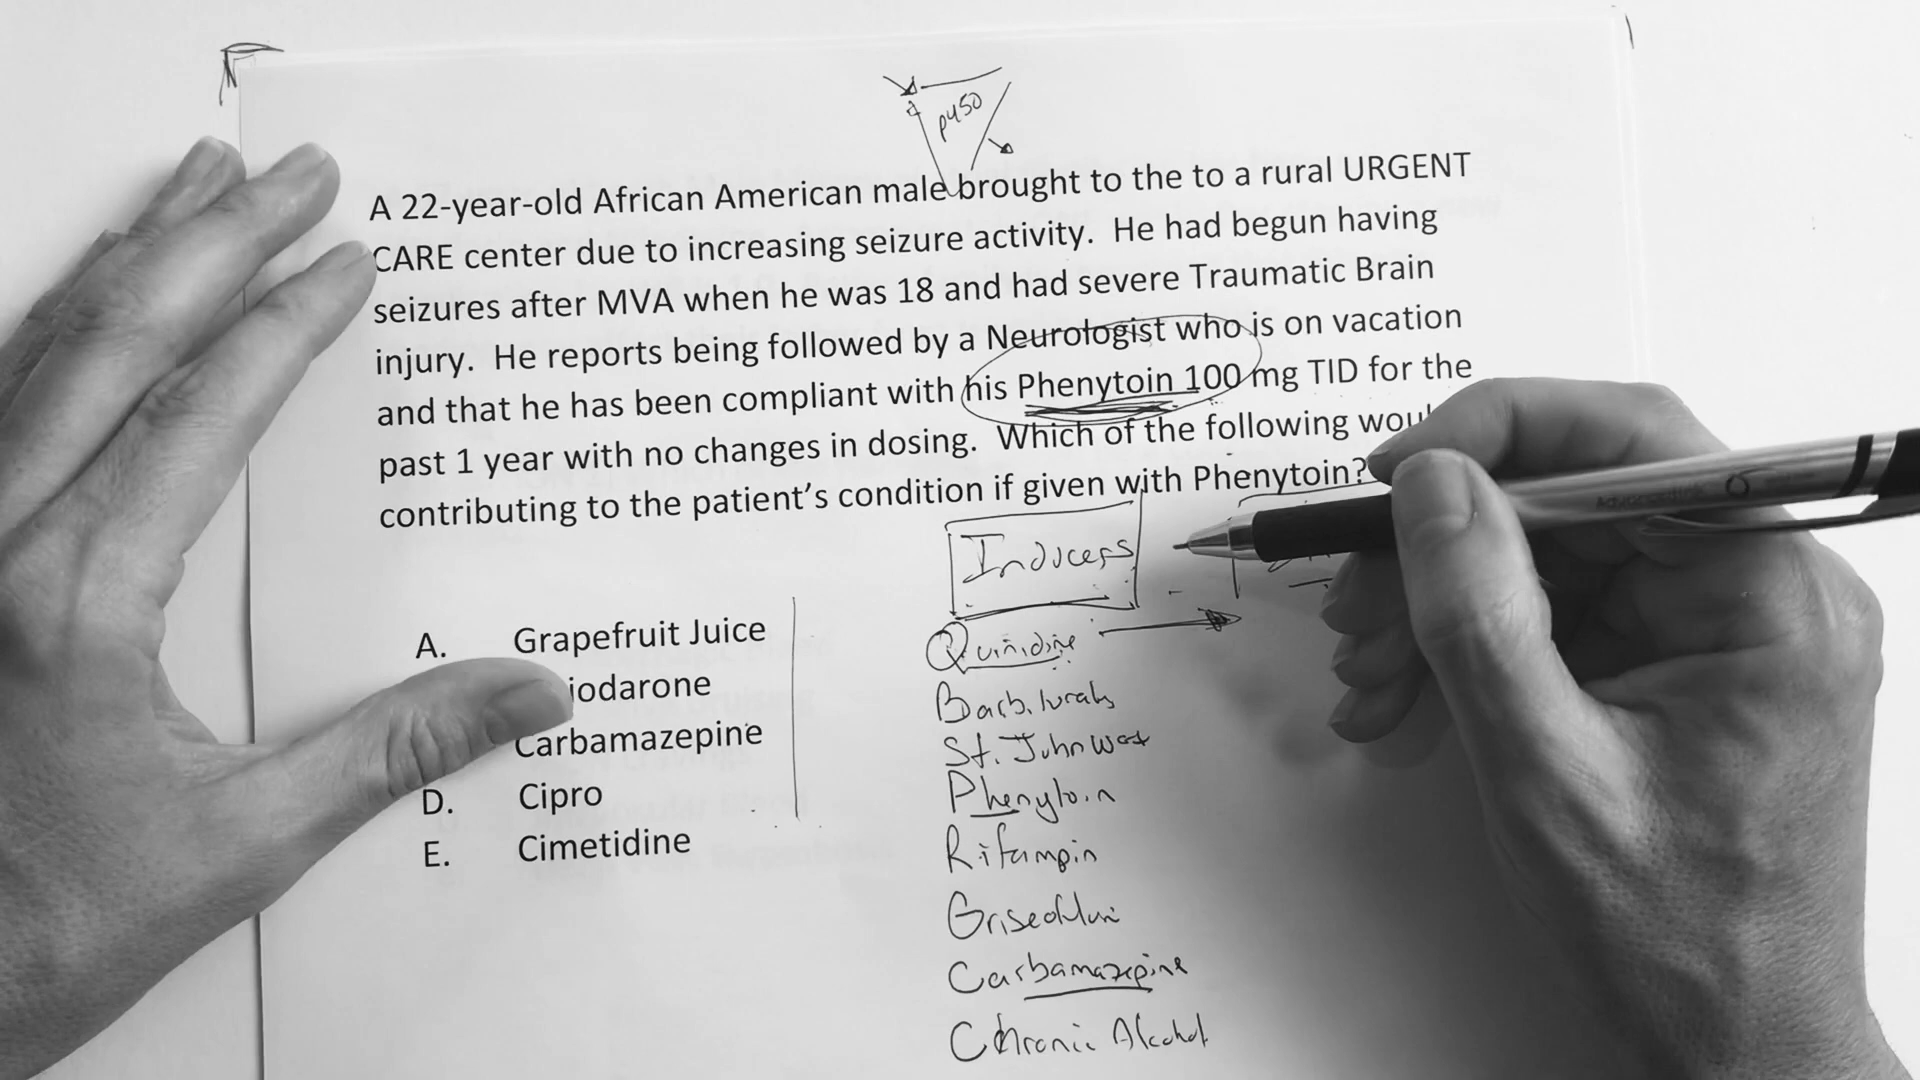 p450
A 22-year-old African American male brought to the to a rural URGENT
CARE center due to increasing seizure activity. He had begun having
seizures after MVA when he was 18 and had severe Traumatic Brain
injury. He reports being followed by a Neurologist who is on vacation
and that he has been compliant with his Phenytoin 100 mg TID for the
past 1 year with no changes in dosing. Which of the following
contributing to the patient's condition if given with Phenytoin?
Inducers
A. Grapefruit Juice
Quinidine
iodarone
Barbiturates
Carbamazepine
St. John Wort
D. Cipro
Phenytoin
E. Cimetidine
Rifampin
Griseofulvin
Carbamazepine
Chronic Alcohol